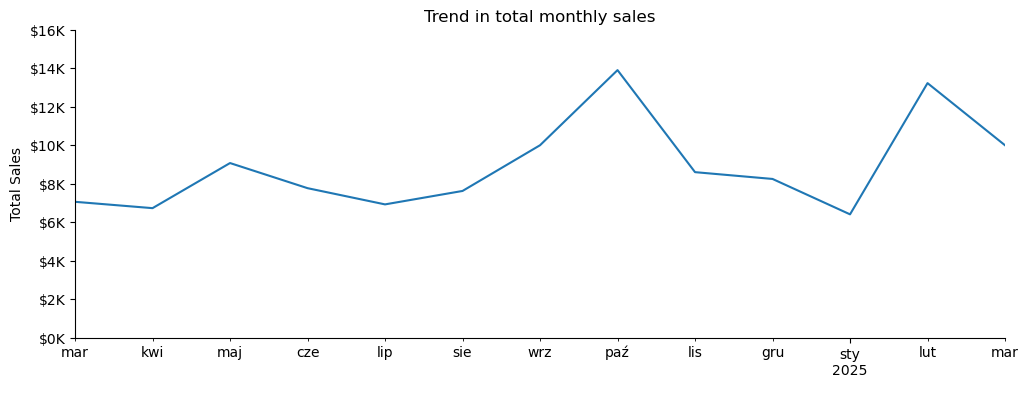 Trend in total monthly sales
Total Sales
$16K
$14K
$12K
$10K
$8K
$6K
$4K
$2K
$0K
mar kwi maj cze lip sie wrz paź lis gru sty lut mar
2025